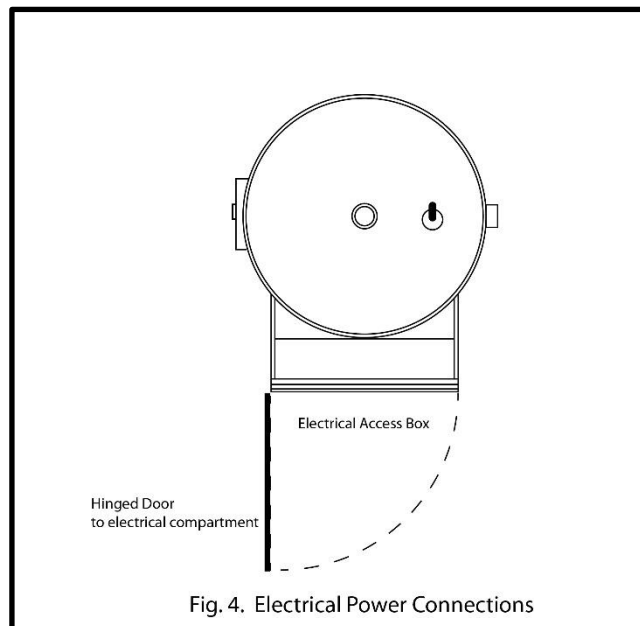 Electrical Access Box
Hinged Door
to electrical compartment
Fig. 4. Electrical Power Connections